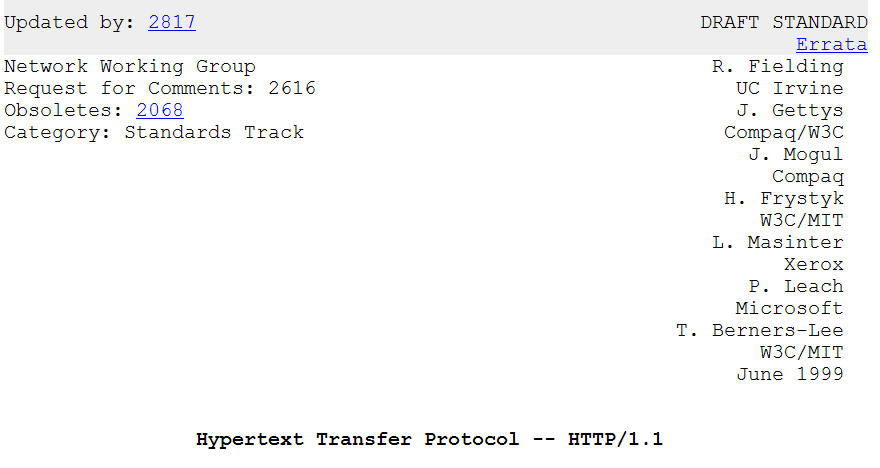 Updated by: 2817 DRAFT STANDARD
Errata
Network Working Group R. Fielding
Request for Comments: 2616 UC Irvine
Obsoletes: 2068 J. Gettys
Category: Standards Track Compaq/W3C
J. Mogul
Compaq
H. Frystyk
W3C/MIT
L. Masinter
Xerox
P. Leach
Microsoft
T. Berners-Lee
W3C/MIT
June 1999
Hypertext Transfer Protocol -- HTTP/1.1